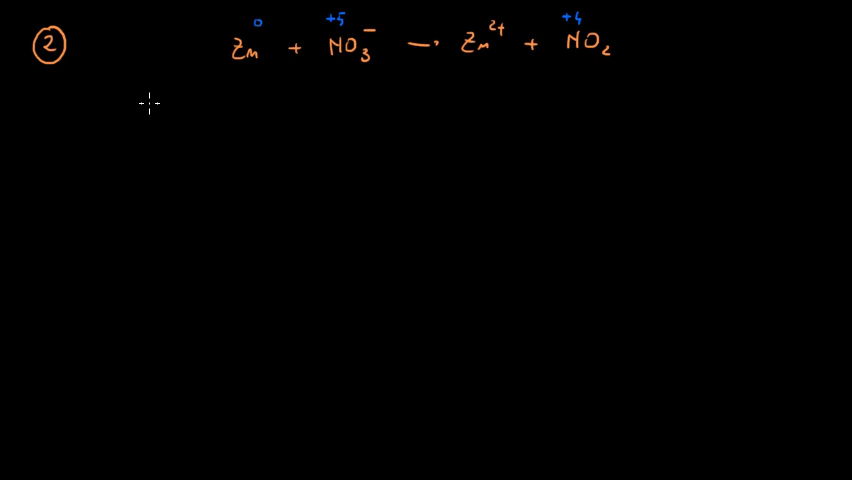 0 +5 +4
② Zn + NO₃⁻ → Zn²⁺ + NO₂